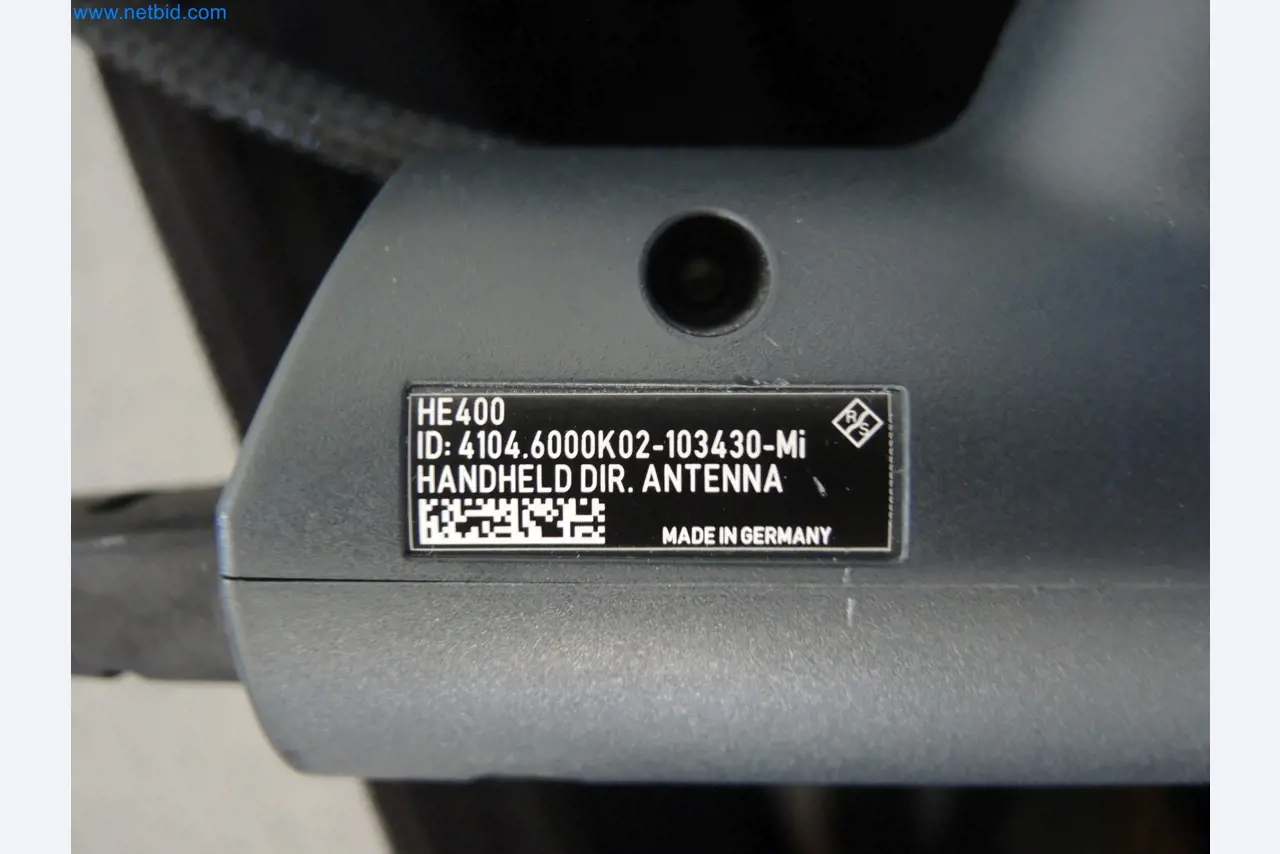 www.netbid.com
HE400
R
S
ID: 4104.6000K02-103430-Mi
HANDHELD DIR. ANTENNA
MADE IN GERMANY